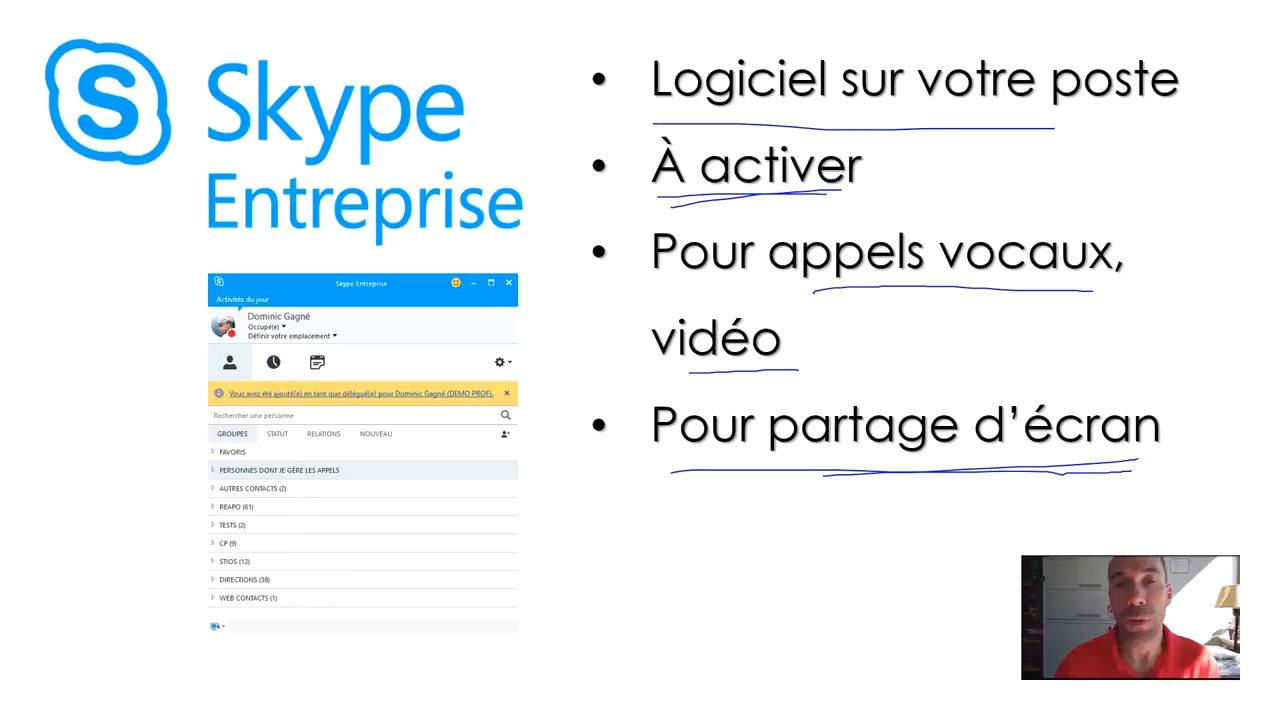 Skype
Entreprise
• Logiciel sur votre poste
• À activer
• Pour appels vocaux,
vidéo
• Pour partage d’écran
Skype Entreprise
Activités du jour
Dominic Gagné
Occupé(e)
Définir votre emplacement
Vous avez été ajouté(e) en tant que délégué(e) pour Dominic Gagné (DEMO PROF).
Rechercher une personne
GROUPES STATUT RELATIONS NOUVEAU
FAVORIS
PERSONNES DONT JE GÈRE LES APPELS
AUTRES CONTACTS (2)
REAPO (61)
TESTS (2)
CP (9)
STIOS (12)
DIRECTIONS (38)
WEB CONTACTS (1)